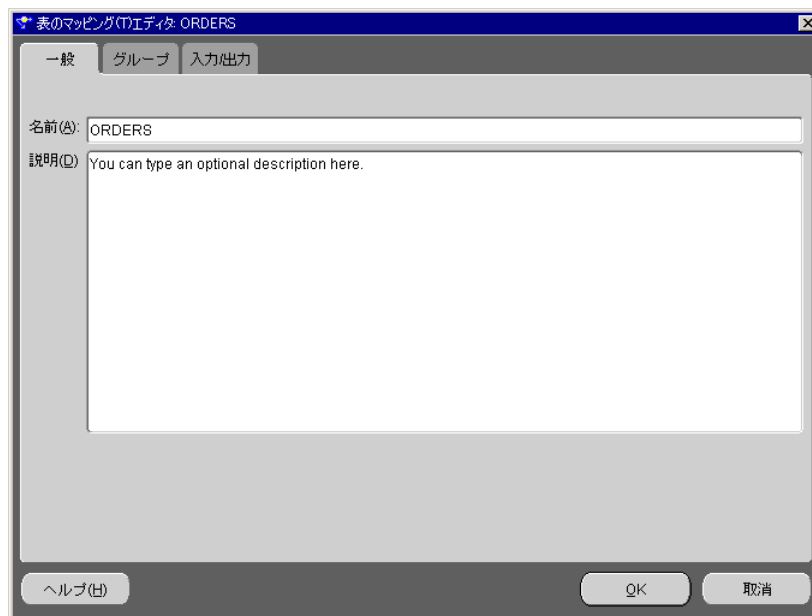 表のマッピング(T)エディタ: ORDERS
一般 グループ 入力/出力
名前(A): ORDERS
説明(D) You can type an optional description here.
ヘルプ(H) OK 取消